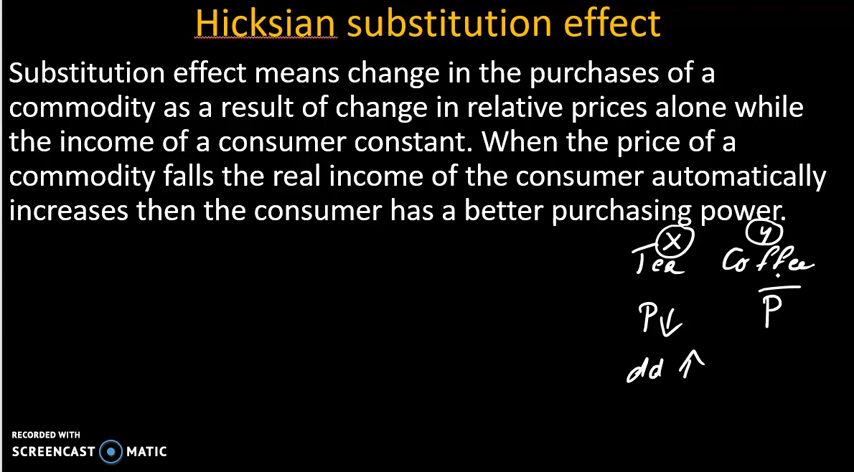 Hicksian substitution effect
Substitution effect means change in the purchases of a
commodity as a result of change in relative prices alone while
the income of a consumer constant. When the price of a
commodity falls the real income of the consumer automatically
increases then the consumer has a better purchasing power.
X y
Tea Coffee
P↓ P̅
dd ↑
RECORDED WITH
SCREENCAST MATIC